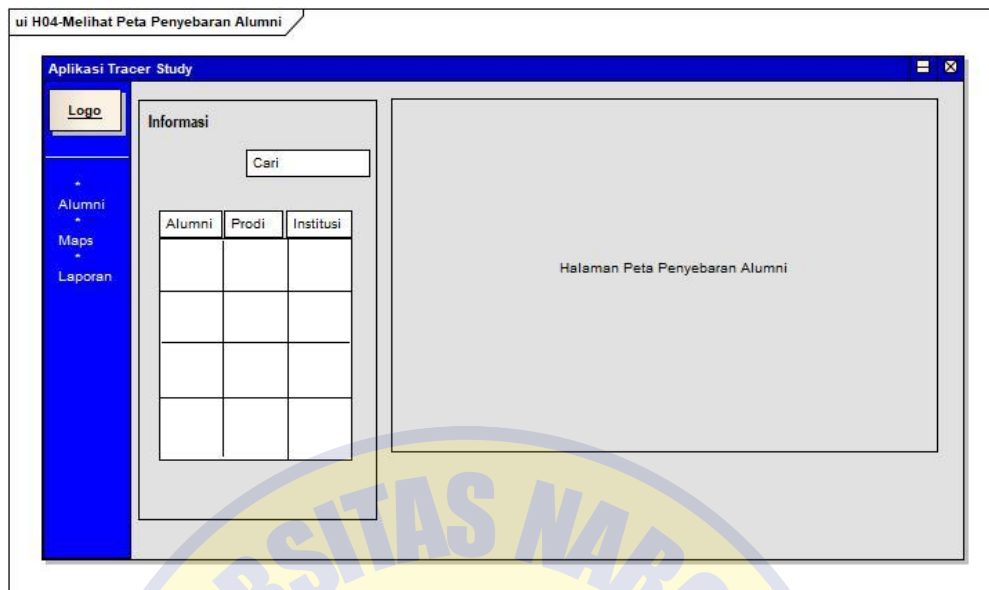 ui H04-Melihat Peta Penyebaran Alumni
Aplikasi Tracer Study
Logo
*
Alumni
*
Maps
*
Laporan
Informasi
Cari
Alumni Prodi Institusi
Halaman Peta Penyebaran Alumni